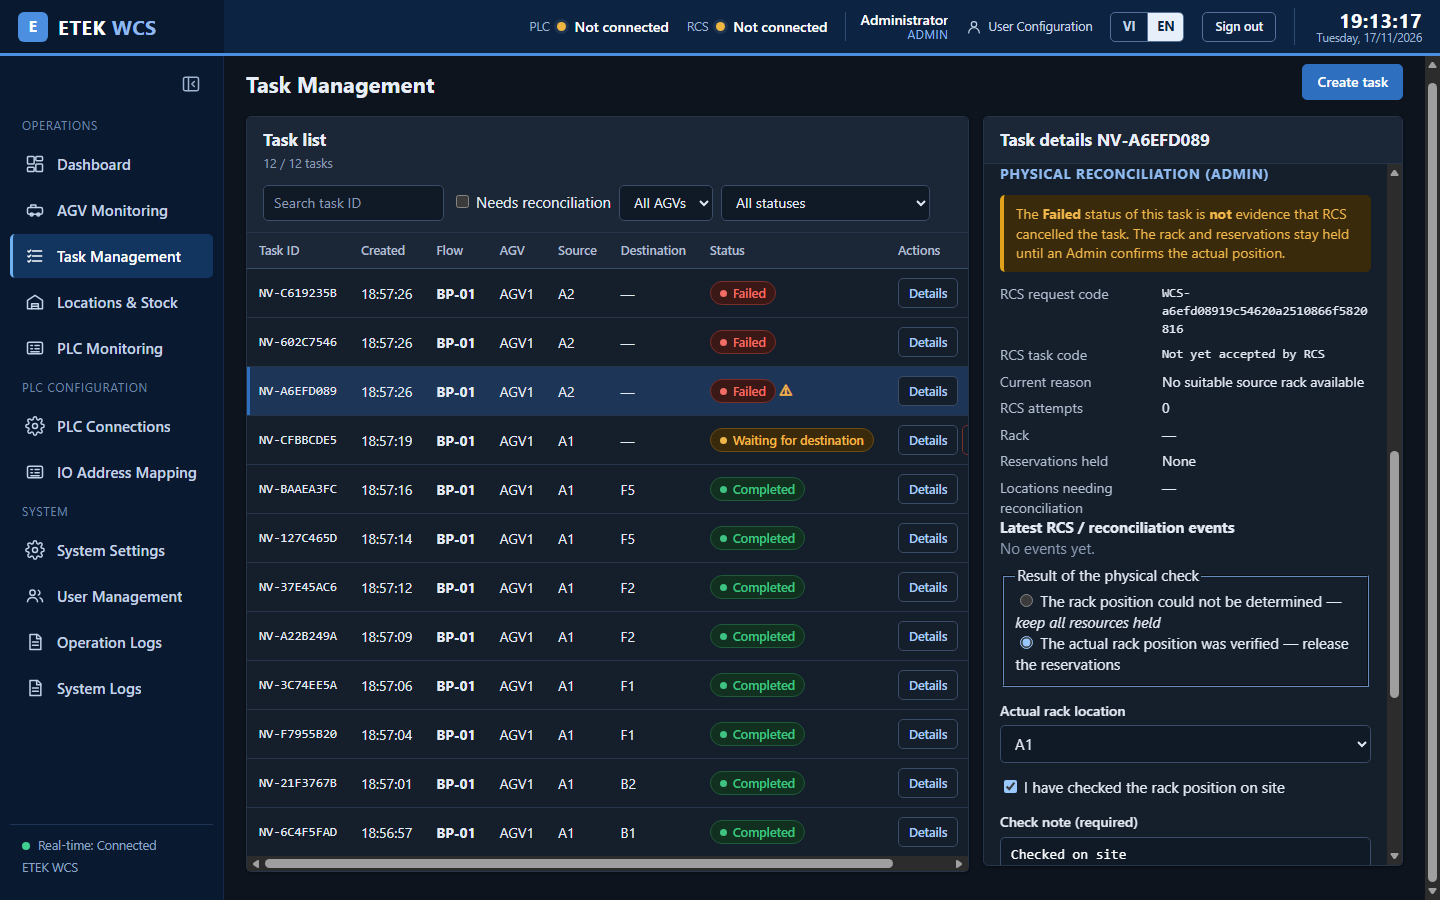 E ETEK WCS
PLC Not connected RCS Not connected
Administrator
ADMIN
User Configuration
VI EN
Sign out
19:13:17
Tuesday, 17/11/2026
OPERATIONS
Dashboard
AGV Monitoring
Task Management
Locations & Stock
PLC Monitoring
PLC CONFIGURATION
PLC Connections
IO Address Mapping
SYSTEM
System Settings
User Management
Operation Logs
System Logs
Real-time: Connected
ETEK WCS
Task Management
Create task
Task list
12 / 12 tasks
Search task ID Needs reconciliation All AGVs All statuses
Task ID Created Flow AGV Source Destination Status Actions
NV-C619235B 18:57:26 BP-01 AGV1 A2 — Failed Details
NV-602C7546 18:57:26 BP-01 AGV1 A2 — Failed Details
NV-A6EFD089 18:57:26 BP-01 AGV1 A2 — Failed Details
NV-CFBBCDE5 18:57:19 BP-01 AGV1 A1 — Waiting for destination Details
NV-BAAEA3FC 18:57:16 BP-01 AGV1 A1 F5 Completed Details
NV-127C465D 18:57:14 BP-01 AGV1 A1 F5 Completed Details
NV-37E45AC6 18:57:12 BP-01 AGV1 A1 F2 Completed Details
NV-A22B249A 18:57:09 BP-01 AGV1 A1 F2 Completed Details
NV-3C74EE5A 18:57:06 BP-01 AGV1 A1 F1 Completed Details
NV-F7955B20 18:57:04 BP-01 AGV1 A1 F1 Completed Details
NV-21F3767B 18:57:01 BP-01 AGV1 A1 B2 Completed Details
NV-6C4F5FAD 18:56:57 BP-01 AGV1 A1 B1 Completed Details
Task details NV-A6EFD089
PHYSICAL RECONCILIATION (ADMIN)
The Failed status of this task is not evidence that RCS
cancelled the task. The rack and reservations stay held
until an Admin confirms the actual position.
RCS request code WCS-
a6efd08919c54620a2510866f5820
816
RCS task code Not yet accepted by RCS
Current reason No suitable source rack available
RCS attempts 0
Rack —
Reservations held None
Locations needing —
reconciliation
Latest RCS / reconciliation events
No events yet.
Result of the physical check
The rack position could not be determined —
keep all resources held
The actual rack position was verified — release
the reservations
Actual rack location
A1
I have checked the rack position on site
Check note (required)
Checked on site